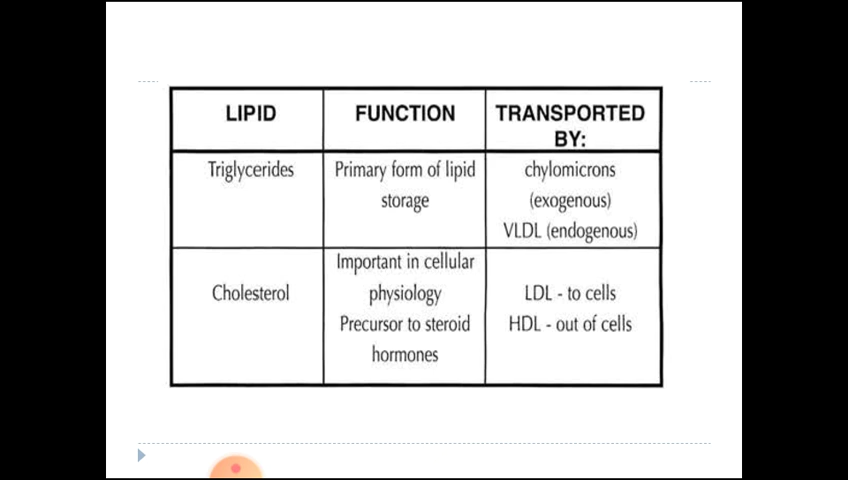 LIPID
FUNCTION
TRANSPORTED
BY:
Triglycerides
Primary form of lipid
storage
chylomicrons
(exogenous)
VLDL (endogenous)
Cholesterol
Important in cellular
physiology
Precursor to steroid
hormones
LDL - to cells
HDL - out of cells